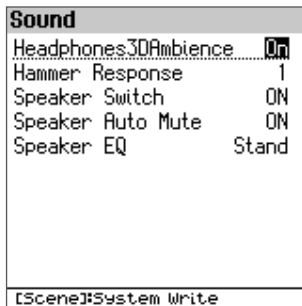 Sound
Headphones3DAmbience On
Hammer Response 1
Speaker Switch ON
Speaker Auto Mute ON
Speaker EQ Stand
[Scene]:System Write